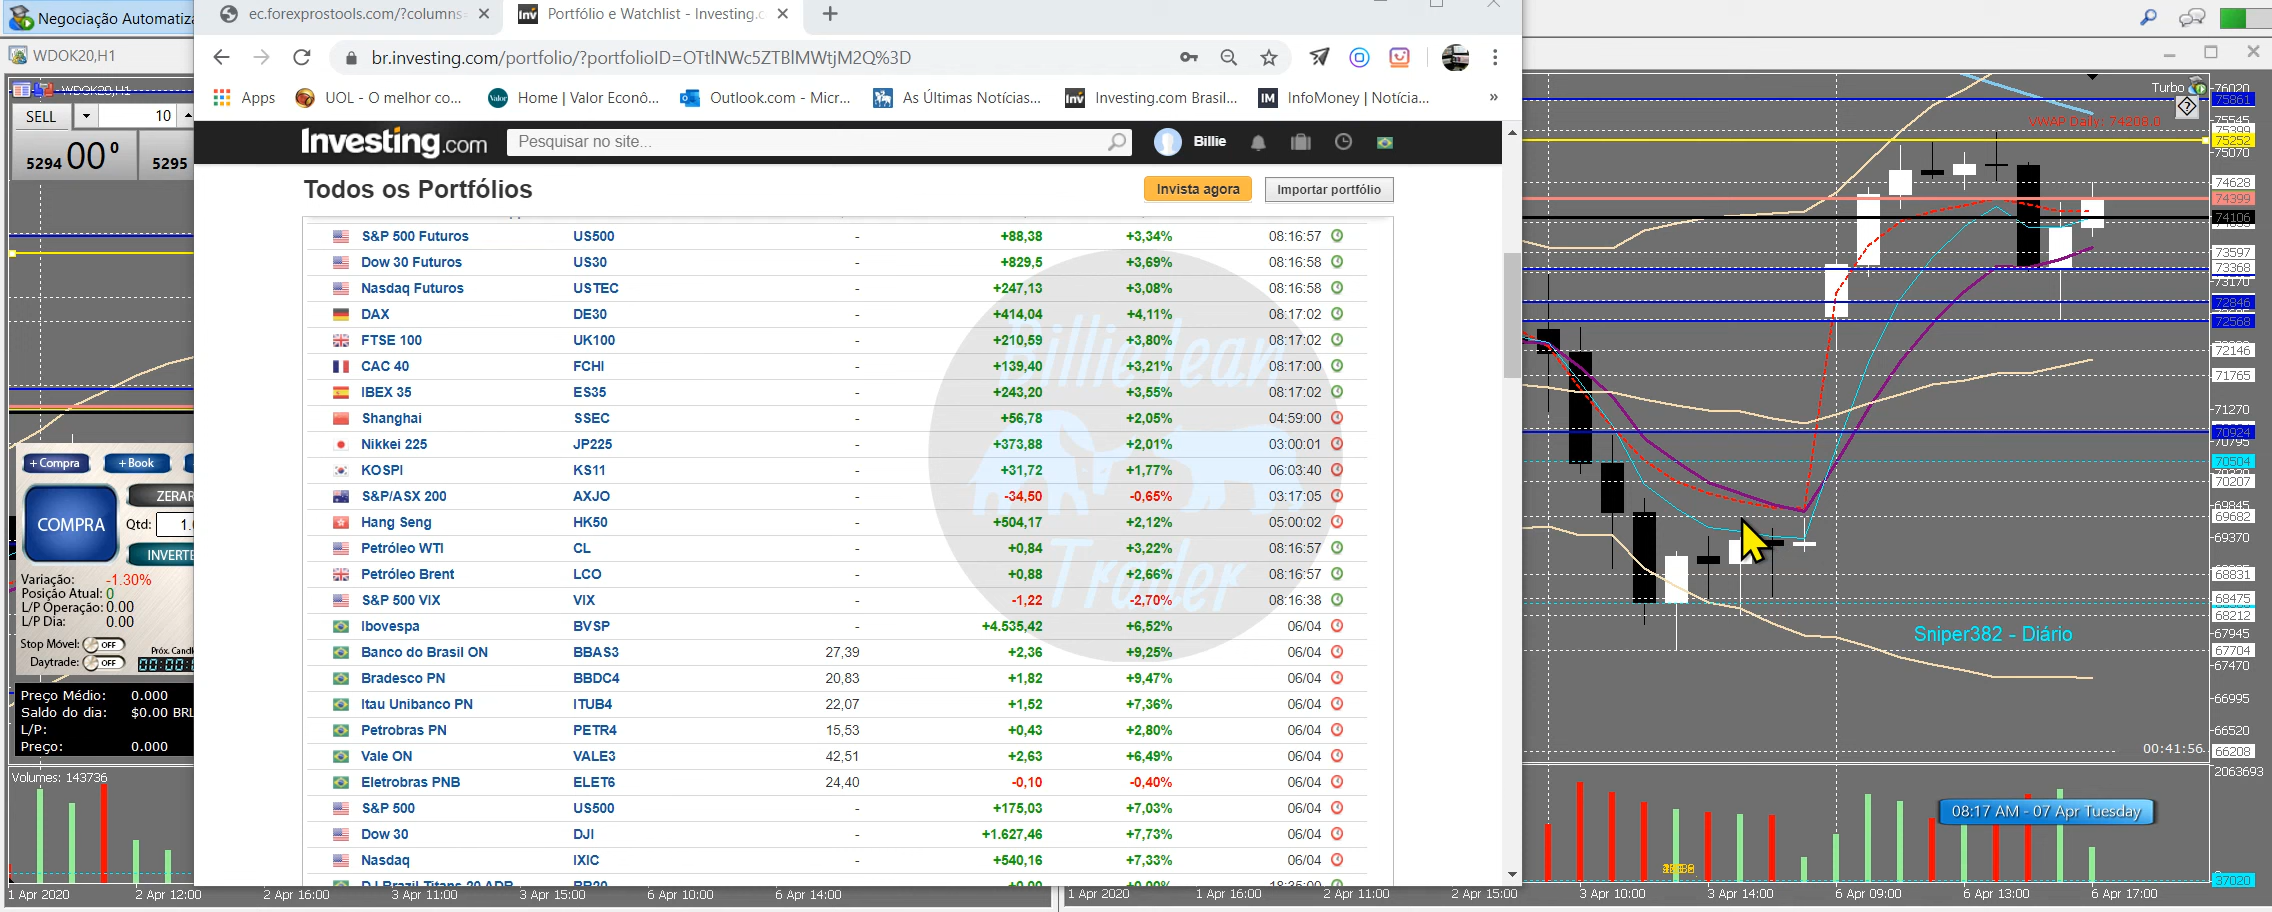 Negociação Automatiza
ec.forexprostools.com/?columns=
Portfólio e Watchlist - Investing.c
WDOK20,H1
br.investing.com/portfolio/?portfolioID=OTtlNWc5ZTBlMWtjM2Q%3D
Apps
UOL - O melhor co...
Home | Valor Econô...
Outlook.com - Micr...
As Últimas Notícias...
Investing.com Brasil...
InfoMoney | Notícia...
»
WDOK20,H1
SELL
10
5294 00 0
5295
Investing.com
Pesquisar no site...
Billie
Todos os Portfólios
Invista agora
Importar portfólio
S&P 500 Futuros US500 - +88,38 +3,34% 08:16:57
Dow 30 Futuros US30 - +829,5 +3,69% 08:16:58
Nasdaq Futuros USTEC - +247,13 +3,08% 08:16:58
DAX DE30 - +414,04 +4,11% 08:17:02
FTSE 100 UK100 - +210,59 +3,80% 08:17:02
CAC 40 FCHI - +139,40 +3,21% 08:17:00
IBEX 35 ES35 - +243,20 +3,55% 08:17:02
Shanghai SSEC - +56,78 +2,05% 04:59:00
Nikkei 225 JP225 - +373,88 +2,01% 03:00:01
KOSPI KS11 - +31,72 +1,77% 06:03:40
S&P/ASX 200 AXJO - -34,50 -0,65% 03:17:05
Hang Seng HK50 - +504,17 +2,12% 05:00:02
Petróleo WTI CL - +0,84 +3,22% 08:16:57
Petróleo Brent LCO - +0,88 +2,66% 08:16:57
S&P 500 VIX VIX - -1,22 -2,70% 08:16:38
Ibovespa BVSP - +4.535,42 +6,52% 06/04
Banco do Brasil ON BBAS3 27,39 +2,36 +9,25% 06/04
Bradesco PN BBDC4 20,83 +1,82 +9,47% 06/04
Itau Unibanco PN ITUB4 22,07 +1,52 +7,36% 06/04
Petrobras PN PETR4 15,53 +0,43 +2,80% 06/04
Vale ON VALE3 42,51 +2,63 +6,49% 06/04
Eletrobras PNB ELET6 24,40 -0,10 -0,40% 06/04
S&P 500 US500 - +175,03 +7,03% 06/04
Dow 30 DJI - +1.627,46 +7,73% 06/04
Nasdaq IXIC - +540,16 +7,33% 06/04
BillieJean
Trader
+Compra
+Book
COMPRA
ZERAR
Qtd: 1.
INVERTE
Variação: -1.30%
Posição Atual: 0
L/P Operação: 0.00
L/P Dia: 0.00
Stop Móvel: OFF
Próx. Candl
Daytrade: OFF
00:00:
Preço Médio: 0.000
Saldo do dia: $0.00 BRL
L/P:
Preço: 0.000
Volumes: 143736
1 Apr 2020
2 Apr 12:00
2 Apr 16:00
3 Apr 11:00
3 Apr 15:00
6 Apr 10:00
6 Apr 14:00
Turbo
VWAP Daily: 74208.0
76020
75861
75545
75252
75070
74628
74399
74106
73597
73368
73170
72846
72568
72146
71765
71270
70924
70795
70504
70207
69682
69370
68831
68475
68212
67945
67704
67470
66995
66520
66208
Sniper382 - Diário
00:41:56
2063693
08:17 AM - 07 Apr Tuesday
37020
1 Apr 2020
1 Apr 16:00
2 Apr 11:00
2 Apr 15:00
3 Apr 10:00
3 Apr 14:00
6 Apr 09:00
6 Apr 13:00
6 Apr 17:00